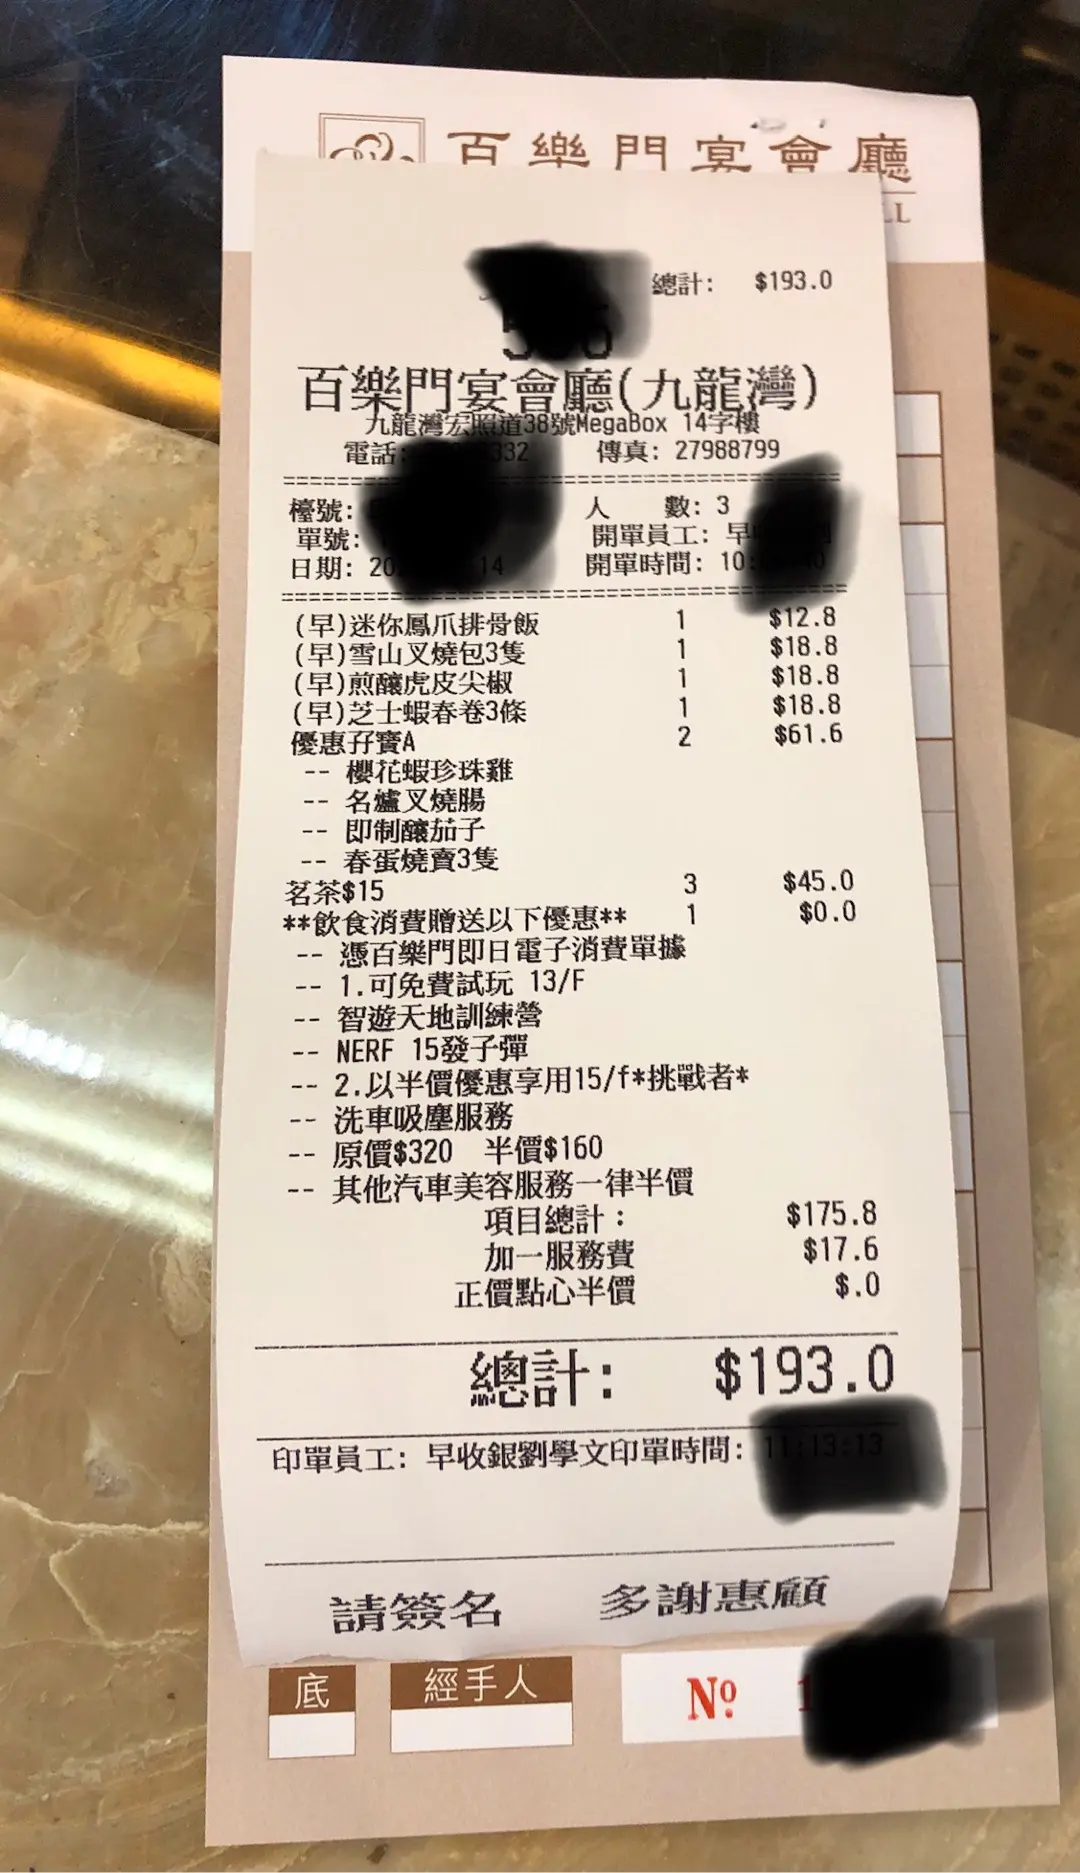 百樂門宴會廳
LL
總計: $193.0
百樂門宴會廳(九龍灣)
九龍灣宏照道38號MegaBox 14字樓
電話: 332 傳真: 27988799
檯號: 人 數: 3
單號: 開單員工: 早
日期: 20 14 開單時間: 10: 40
(早)迷你鳳爪排骨飯 1 $12.8
(早)雪山叉燒包3隻 1 $18.8
(早)煎釀虎皮尖椒 1 $18.8
(早)芝士蝦春卷3條 1 $18.8
優惠孖寶A 2 $61.6
-- 櫻花蝦珍珠雞
-- 名爐叉燒腸
-- 即制釀茄子
-- 春蛋燒賣3隻
茗茶$15 3 $45.0
**飲食消費贈送以下優惠** 1 $0.0
-- 憑百樂門即日電子消費單據
-- 1.可免費試玩 13/F
-- 智遊天地訓練營
-- NERF 15發子彈
-- 2.以半價優惠享用15/f*挑戰者*
-- 洗車吸塵服務
-- 原價$320 半價$160
-- 其他汽車美容服務一律半價
項目總計： $175.8
加一服務費 $17.6
正價點心半價 $.0
總計: $193.0
印單員工: 早收銀劉學文印單時間: 11:13:13
請簽名 多謝惠顧
底 經手人 Nº 1